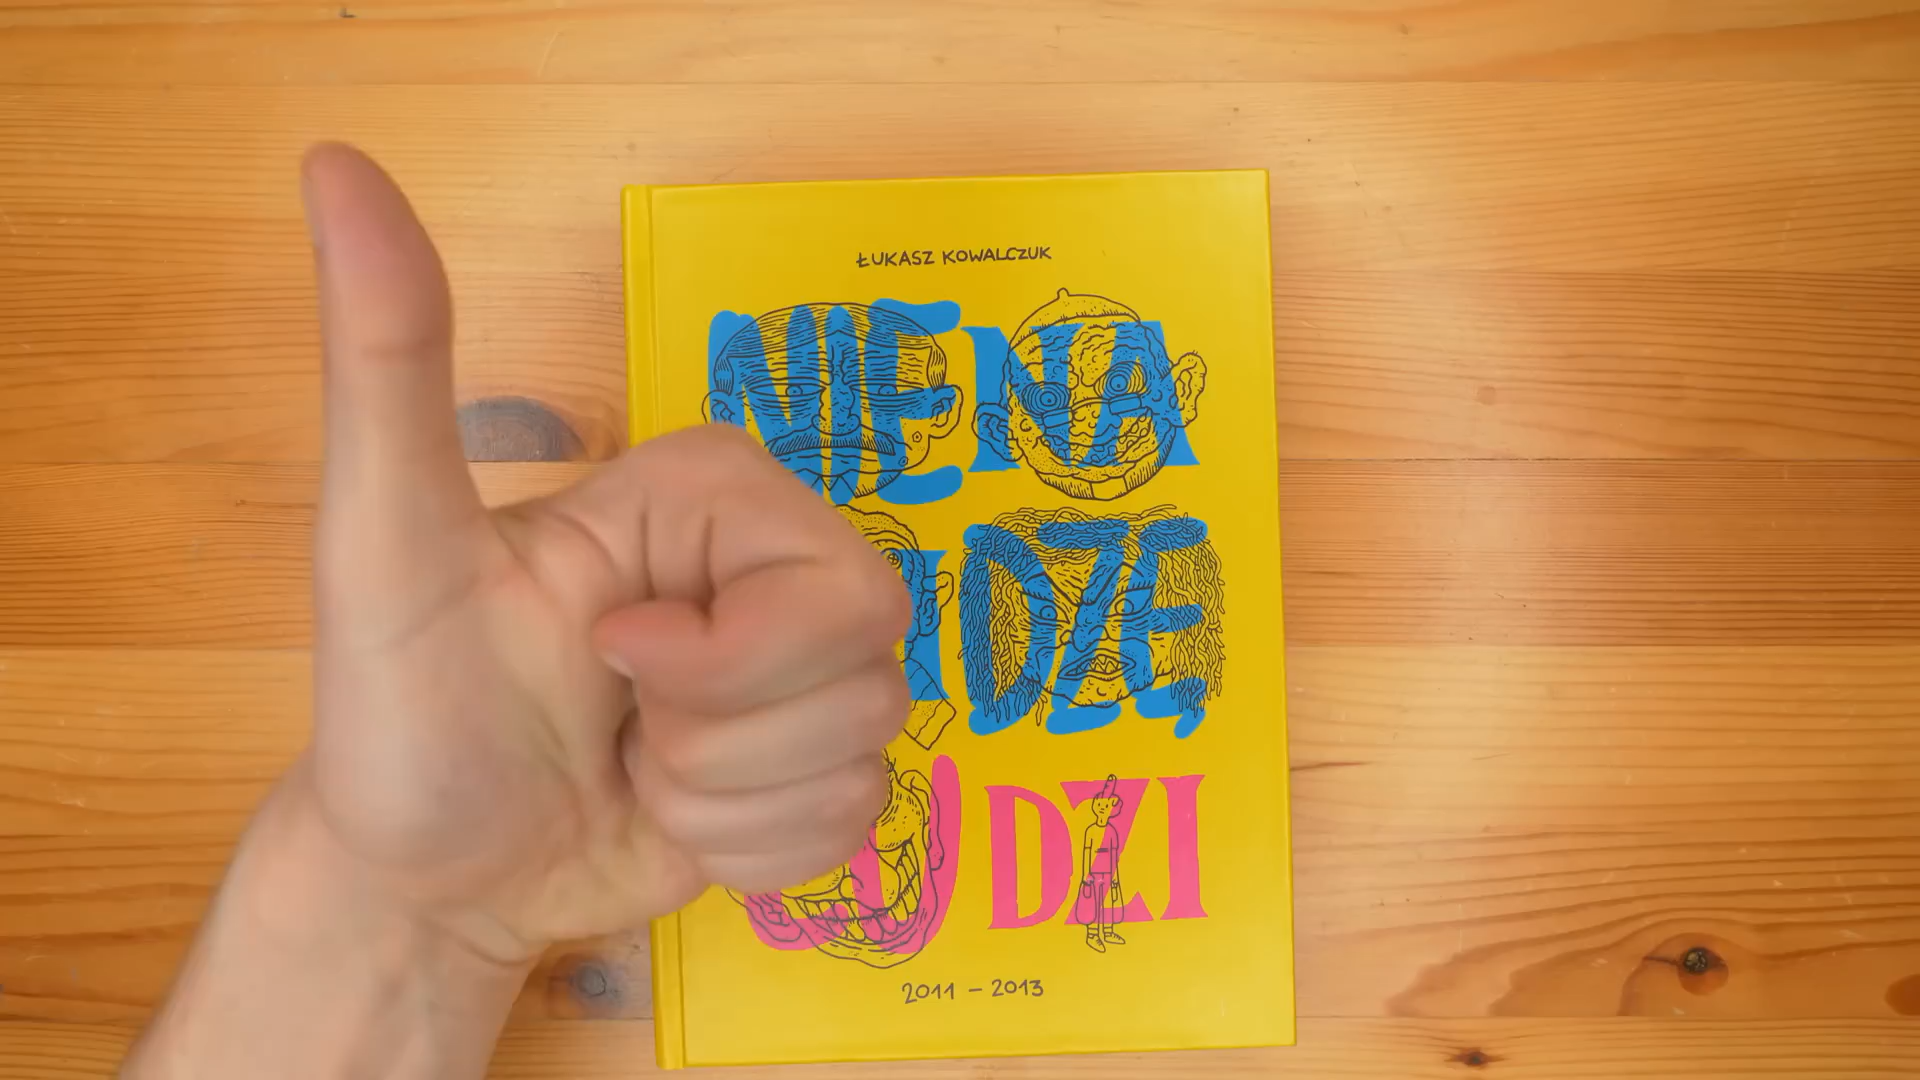 ŁUKASZ KOWALCZUK
NIENA
DZĘ
DZI
2011 – 2013